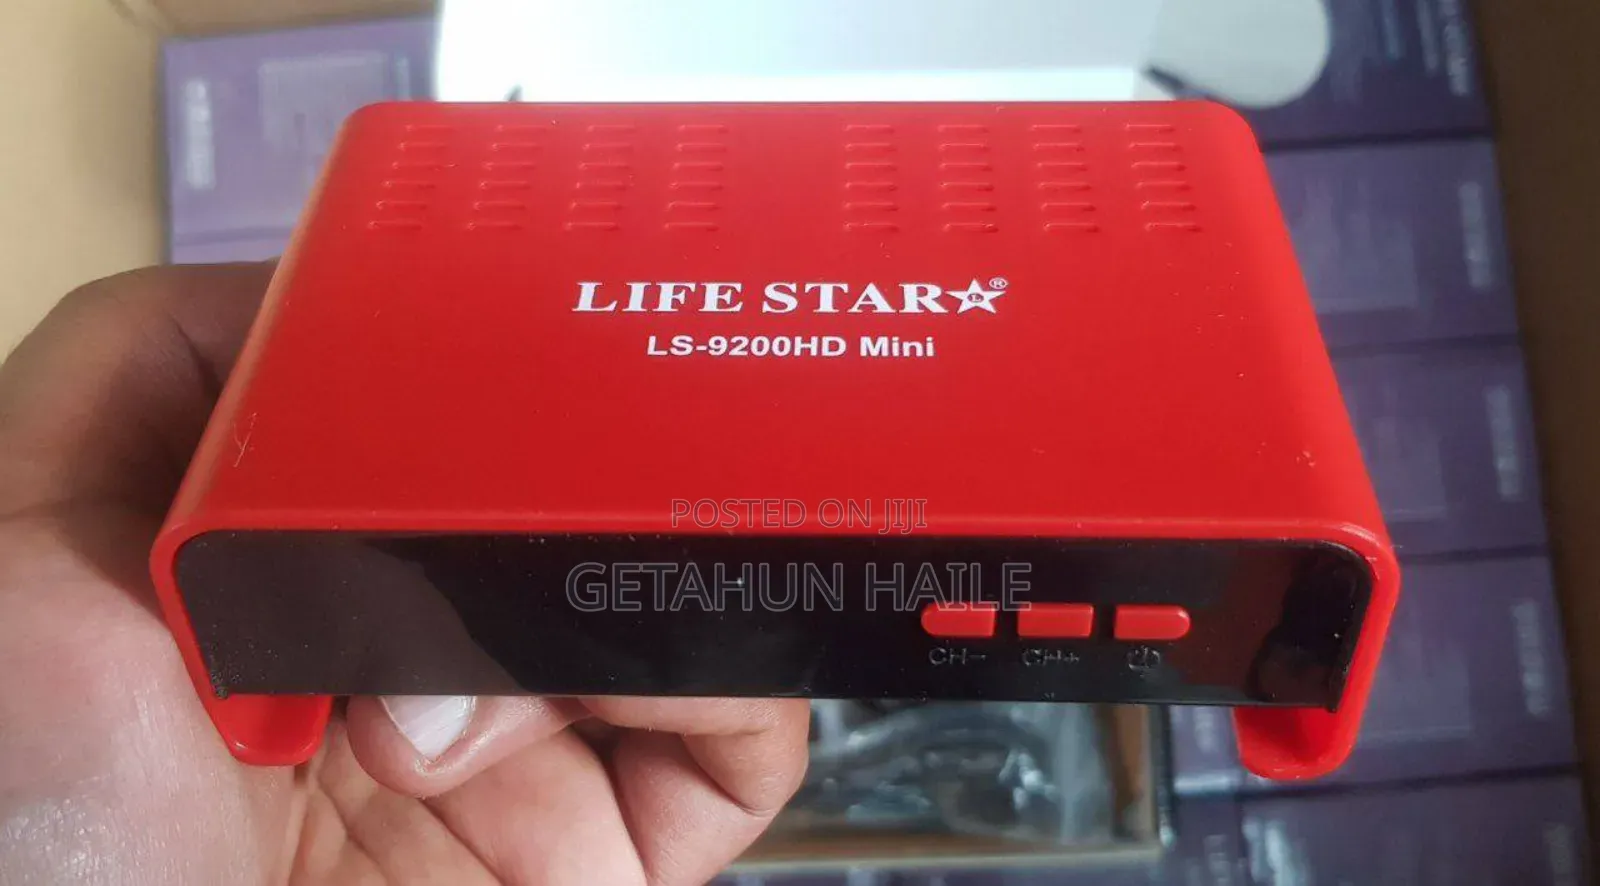 LIFE STAR L ®
LS-9200HD Mini
POSTED ON JIJI
GETAHUN HAILE
CH- CH+